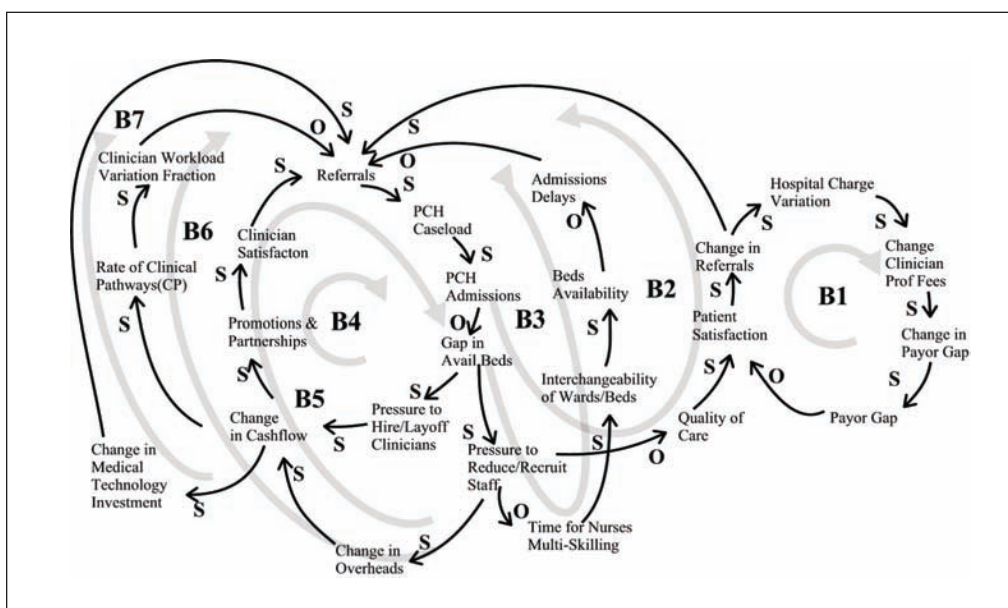 B7
S
S
O
Clinician Workload
Variation Fraction
S
Referrals
S
S
O
S
Admissions
Delays
Hospital Charge
Variation
S
PCH
Caseload
O
S
S
B6
Clinician
Satisfacton
Change in
Referrals
Change
Clinician
Prof Fees
S
Rate of Clinical
Pathways(CP)
S
PCH
Admissions
Beds
Availability
B2
S
B1
S
S
Promotions &
Partnerships
B4
O
B3
Gap in
Avail.Beds
S
Patient
Satisfaction
Change in
Payor Gap
S
B5
S
Interchangeability
of Wards/Beds
S
O
S
Change
in Cashflow
S
Pressure to
Hire/Layoff
Clinicians
S
Quality of
Care
Payor Gap
Change in
Medical
Technology
Investment
S
S
Pressure to
Reduce/Recruit
Staff
S
O
O
Time for Nurses
Multi-Skilling
Change in
Overheads
S